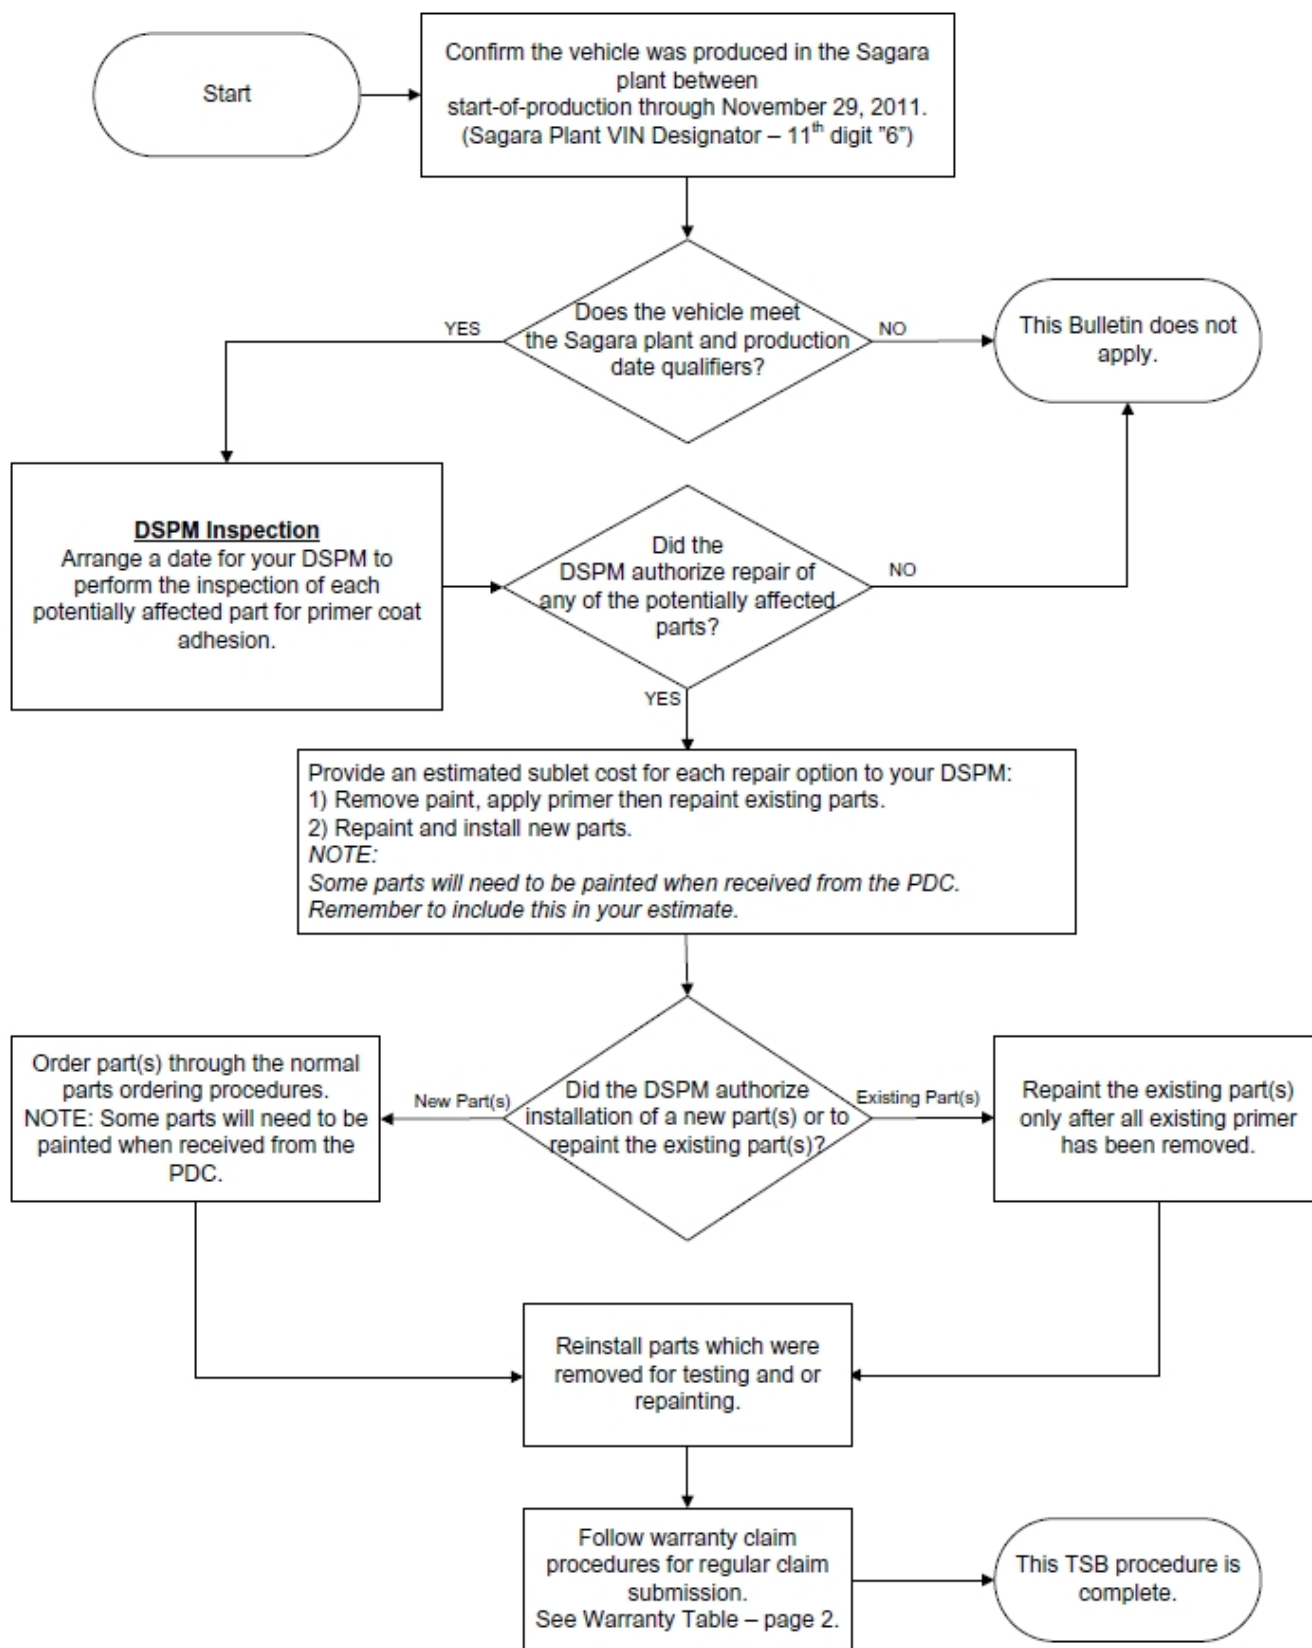 Start
Confirm the vehicle was produced in the Sagara
plant between
start-of-production through November 29, 2011.
(Sagara Plant VIN Designator – 11th digit "6")
Does the vehicle meet
the Sagara plant and production
date qualifiers?
YES
NO
This Bulletin does not
apply.
DSPM Inspection
Arrange a date for your DSPM to
perform the inspection of each
potentially affected part for primer coat
adhesion.
Did the
DSPM authorize repair of
any of the potentially affected
parts?
NO
YES
Provide an estimated sublet cost for each repair option to your DSPM:
1) Remove paint, apply primer then repaint existing parts.
2) Repaint and install new parts.
NOTE:
Some parts will need to be painted when received from the PDC.
Remember to include this in your estimate.
Did the DSPM authorize
installation of a new part(s) or to
repaint the existing part(s)?
New Part(s)
Existing Part(s)
Order part(s) through the normal
parts ordering procedures.
NOTE: Some parts will need to be
painted when received from the
PDC.
Repaint the existing part(s)
only after all existing primer
has been removed.
Reinstall parts which were
removed for testing and or
repainting.
Follow warranty claim
procedures for regular claim
submission.
See Warranty Table – page 2.
This TSB procedure is
complete.